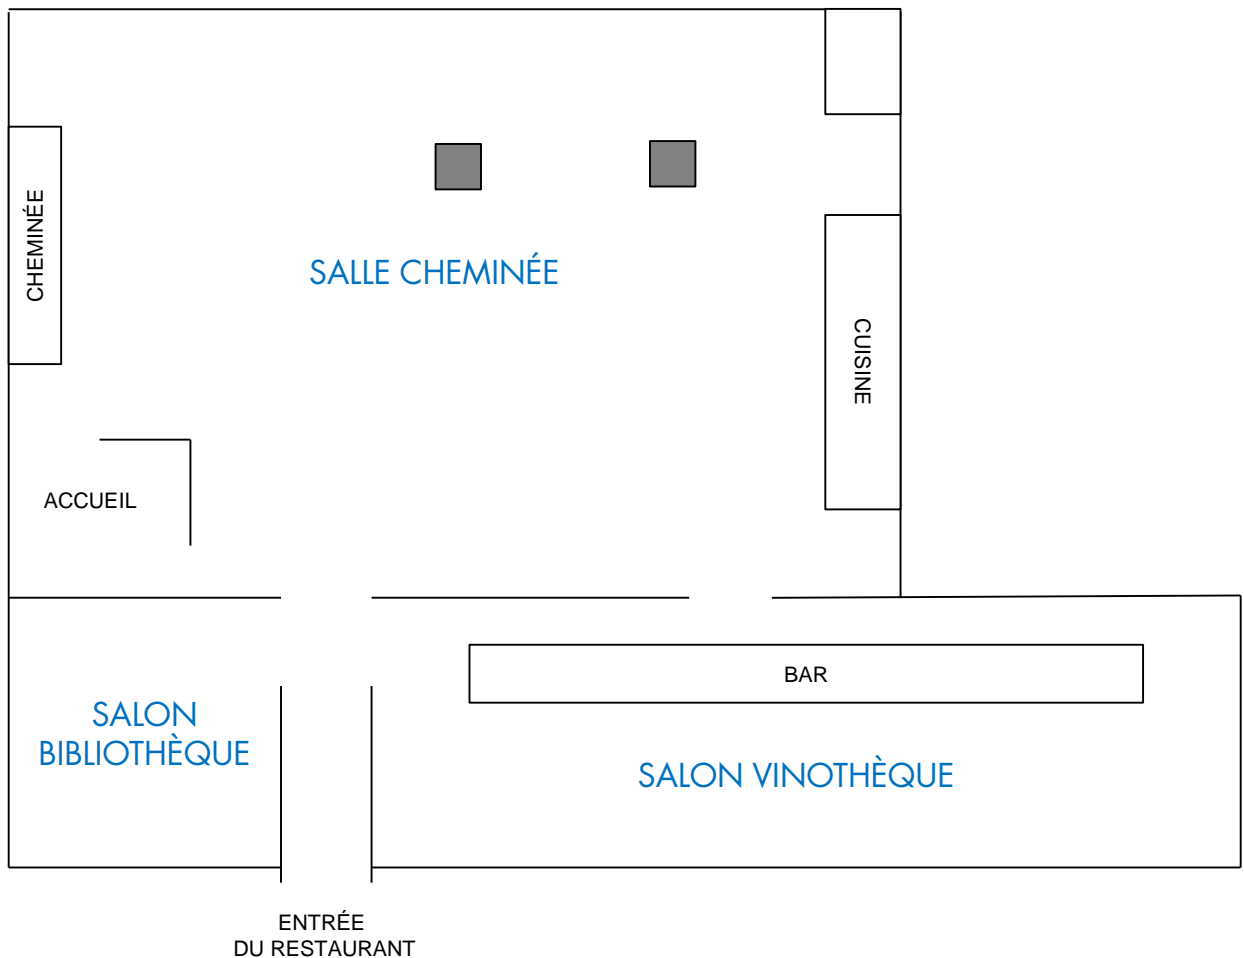 CHEMINÉE
SALLE CHEMINÉE
CUISINE
ACCUEIL
BAR
SALON
BIBLIOTHÈQUE
SALON VINOTHÈQUE
ENTRÉE
DU RESTAURANT